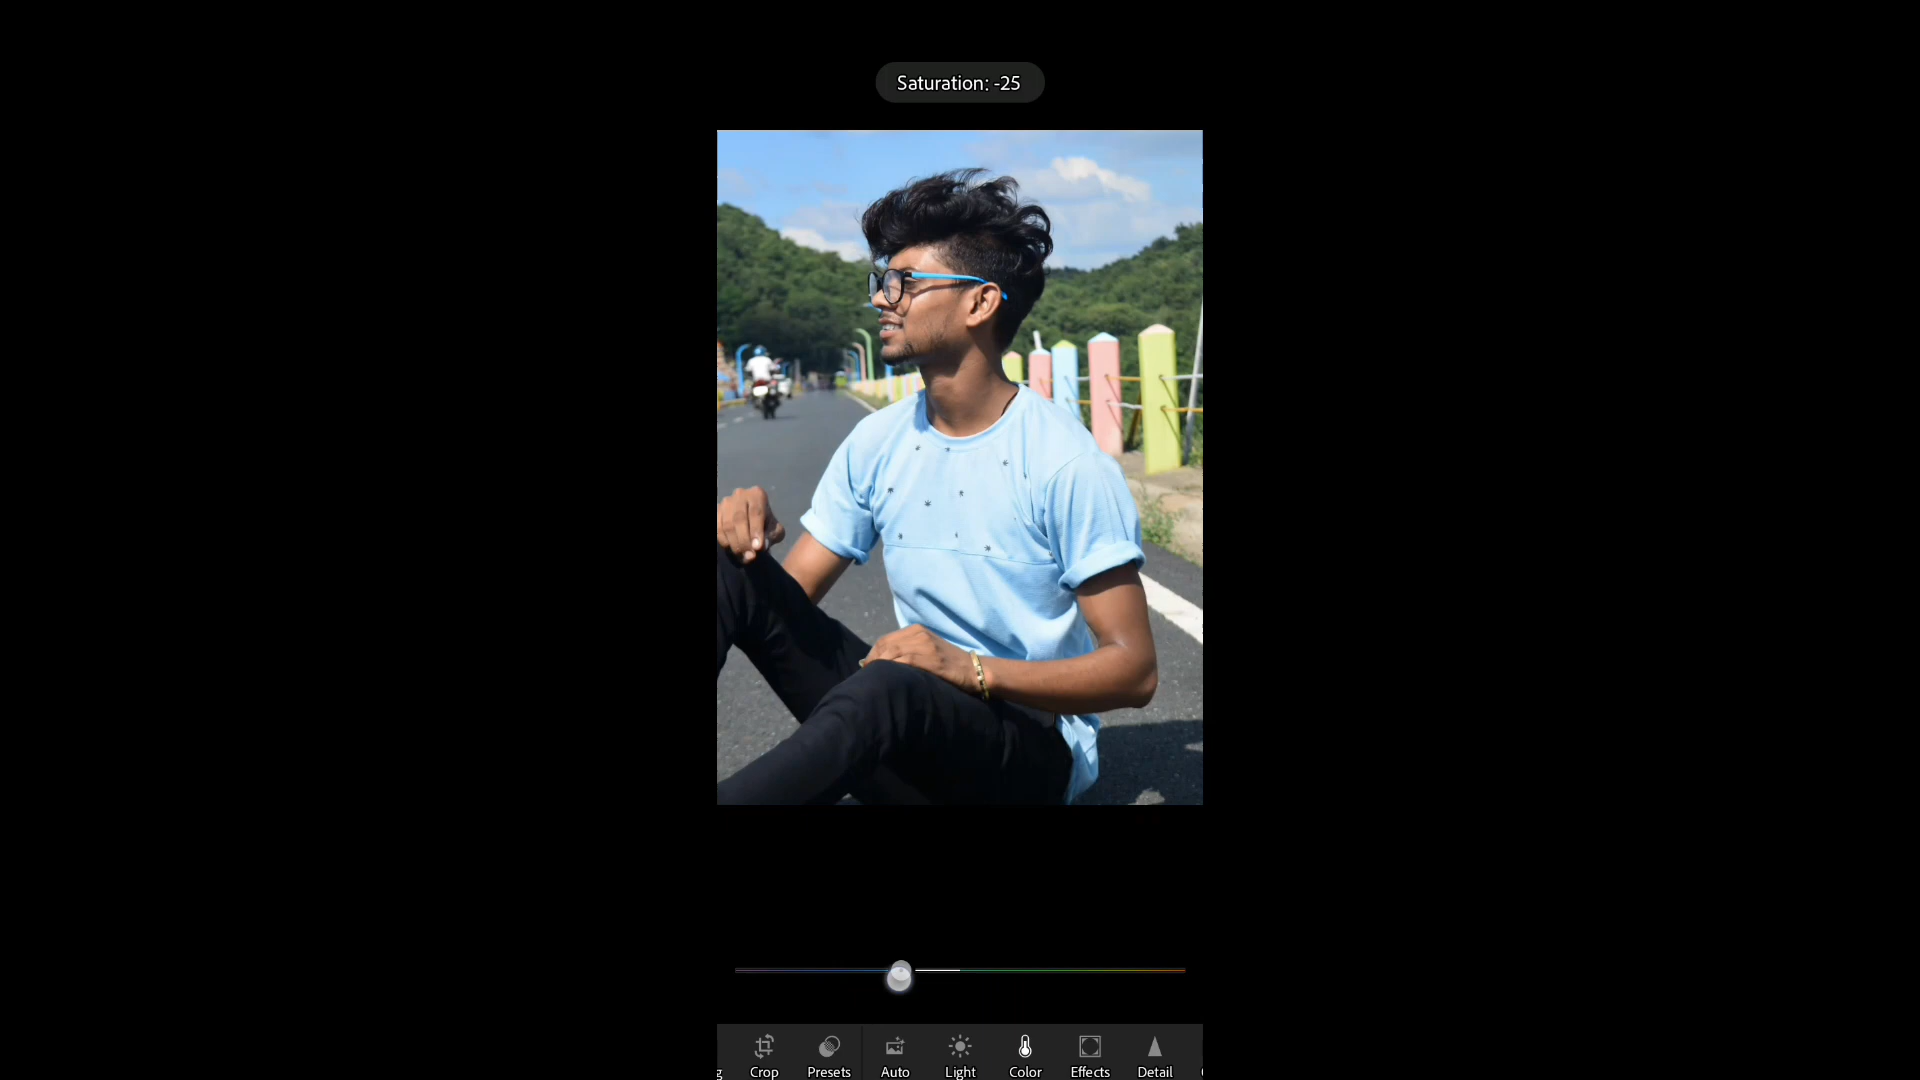 Saturation: -25
g Crop Presets Auto Light Color Effects Detail